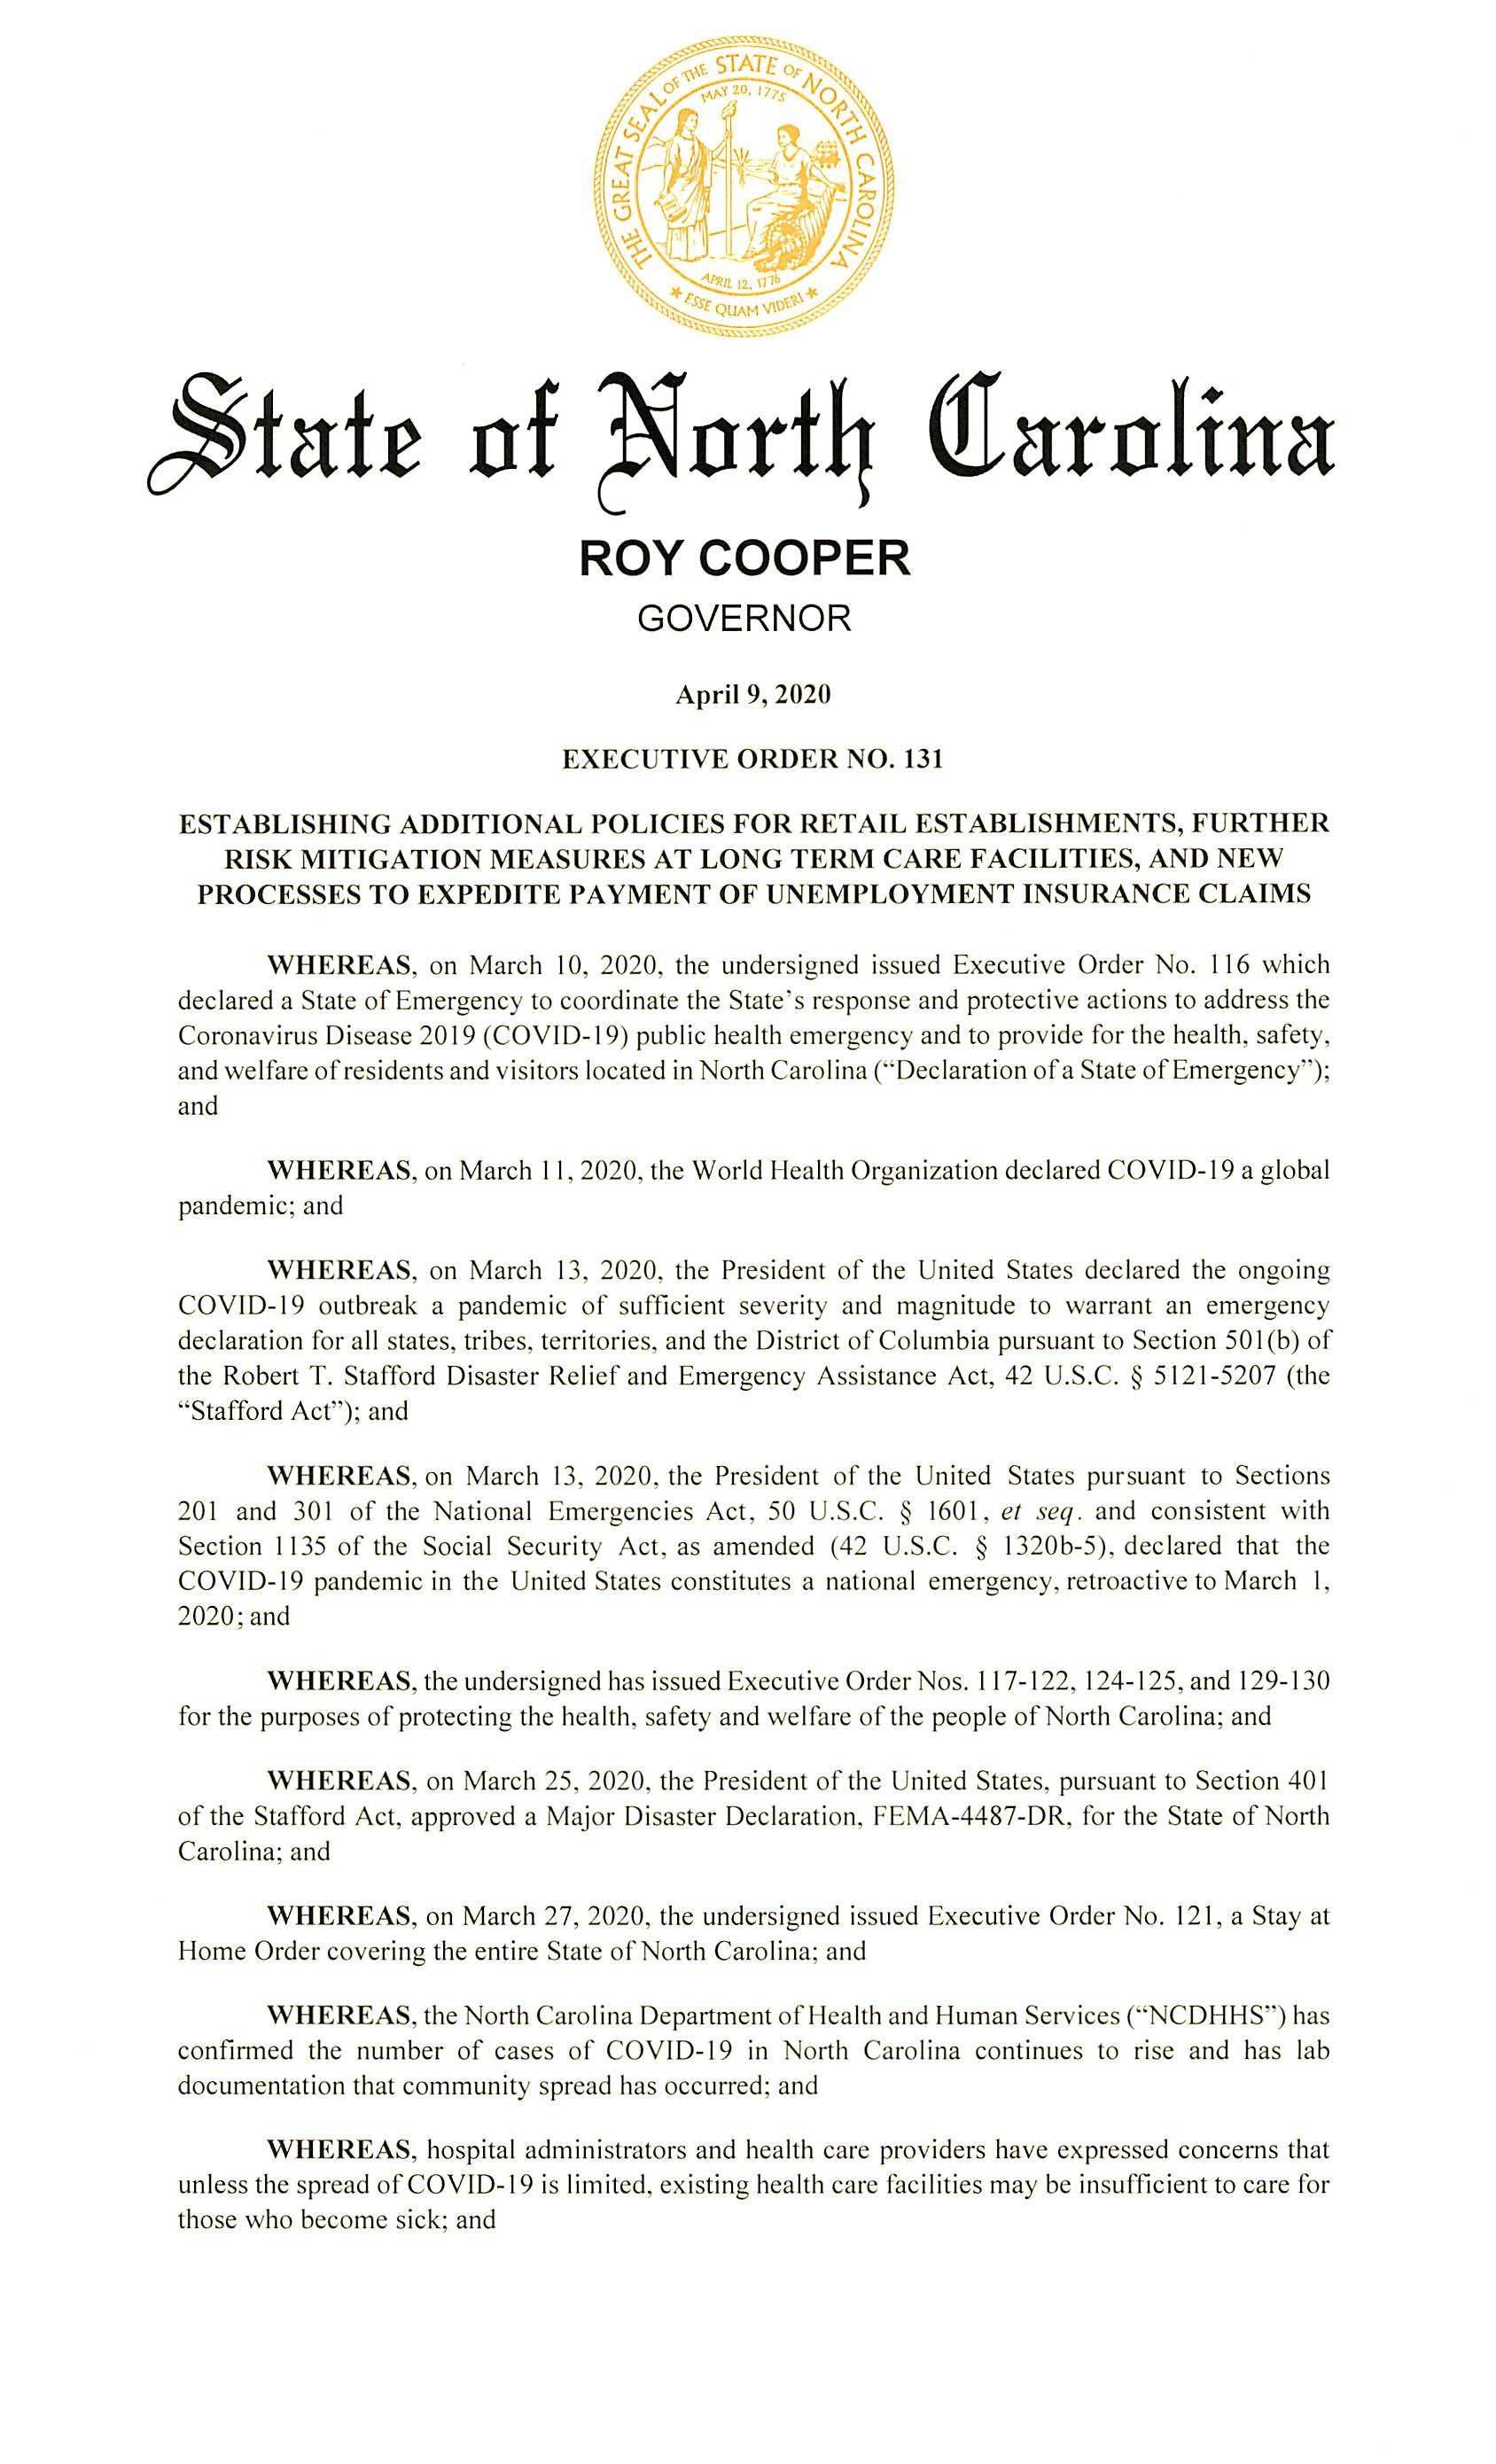 THE GREAT SEAL OF THE STATE OF NORTH CAROLINA
MAY 20, 1775
APRIL 12, 1776
★ ESSE QUAM VIDERI ★
State of North Carolina
ROY COOPER
GOVERNOR
April 9, 2020
EXECUTIVE ORDER NO. 131
ESTABLISHING ADDITIONAL POLICIES FOR RETAIL ESTABLISHMENTS, FURTHER
RISK MITIGATION MEASURES AT LONG TERM CARE FACILITIES, AND NEW
PROCESSES TO EXPEDITE PAYMENT OF UNEMPLOYMENT INSURANCE CLAIMS
WHEREAS, on March 10, 2020, the undersigned issued Executive Order No. 116 which
declared a State of Emergency to coordinate the State's response and protective actions to address the
Coronavirus Disease 2019 (COVID-19) public health emergency and to provide for the health, safety,
and welfare of residents and visitors located in North Carolina (“Declaration of a State of Emergency”);
and
WHEREAS, on March 11, 2020, the World Health Organization declared COVID-19 a global
pandemic; and
WHEREAS, on March 13, 2020, the President of the United States declared the ongoing
COVID-19 outbreak a pandemic of sufficient severity and magnitude to warrant an emergency
declaration for all states, tribes, territories, and the District of Columbia pursuant to Section 501(b) of
the Robert T. Stafford Disaster Relief and Emergency Assistance Act, 42 U.S.C. § 5121-5207 (the
“Stafford Act”); and
WHEREAS, on March 13, 2020, the President of the United States pursuant to Sections
201 and 301 of the National Emergencies Act, 50 U.S.C. § 1601, et seq. and consistent with
Section 1135 of the Social Security Act, as amended (42 U.S.C. § 1320b-5), declared that the
COVID-19 pandemic in the United States constitutes a national emergency, retroactive to March 1,
2020; and
WHEREAS, the undersigned has issued Executive Order Nos. 117-122, 124-125, and 129-130
for the purposes of protecting the health, safety and welfare of the people of North Carolina; and
WHEREAS, on March 25, 2020, the President of the United States, pursuant to Section 401
of the Stafford Act, approved a Major Disaster Declaration, FEMA-4487-DR, for the State of North
Carolina; and
WHEREAS, on March 27, 2020, the undersigned issued Executive Order No. 121, a Stay at
Home Order covering the entire State of North Carolina; and
WHEREAS, the North Carolina Department of Health and Human Services (“NCDHHS”) has
confirmed the number of cases of COVID-19 in North Carolina continues to rise and has lab
documentation that community spread has occurred; and
WHEREAS, hospital administrators and health care providers have expressed concerns that
unless the spread of COVID-19 is limited, existing health care facilities may be insufficient to care for
those who become sick; and